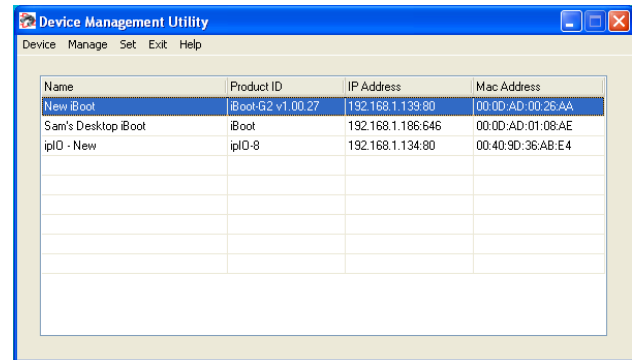 Device Management Utility
Device Manage Set Exit Help
Name Product ID IP Address Mac Address
New iBoot iBoot-G2 v1.00.27 192.168.1.139:80 00:0D:AD:00:26:AA
Sam's Desktop iBoot iBoot 192.168.1.186:646 00:0D:AD:01:08:AE
ipIO - New ipIO-8 192.168.1.134:80 00:40:9D:36:AB:E4